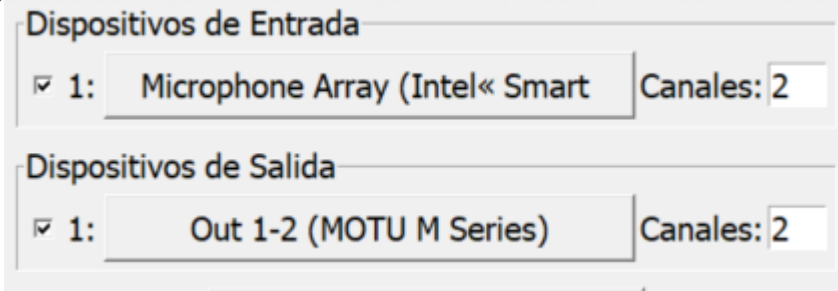 Dispositivos de Entrada
1: Microphone Array (Intel« Smart Canales: 2
Dispositivos de Salida
1: Out 1-2 (MOTU M Series) Canales: 2